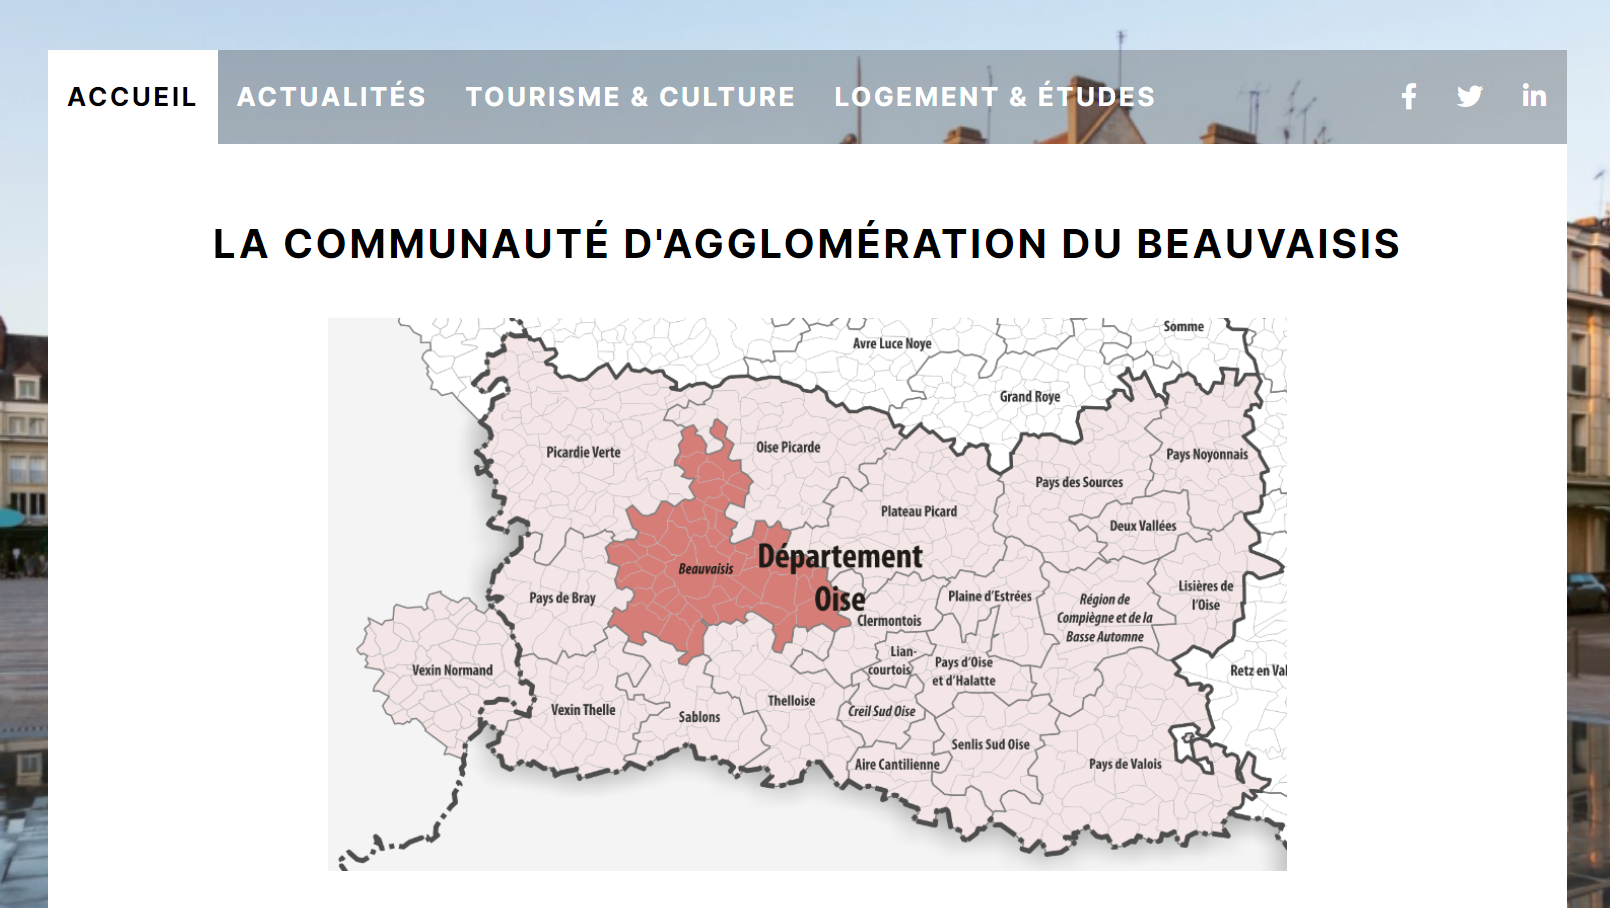 ACCUEIL
ACTUALITÉS
TOURISME & CULTURE
LOGEMENT & ÉTUDES
LA COMMUNAUTÉ D'AGGLOMÉRATION DU BEAUVAISIS
Somme
Avre Luce Noye
Grand Roye
Picardie Verte
Oise Picarde
Pays Noyonnais
Pays des Sources
Plateau Picard
Deux Vallées
Département
Oise
Beauvaisis
Pays de Bray
Plaine d'Estrées
Lisières de
l'Oise
Région de
Compiègne et de la
Basse Automne
Clermontois
Lian-
courtois
Pays d'Oise
et d'Halatte
Vexin Normand
Retz en Val
Vexin Thelle
Sablons
Thelloise
Creil Sud Oise
Senlis Sud Oise
Aire Cantilienne
Pays de Valois